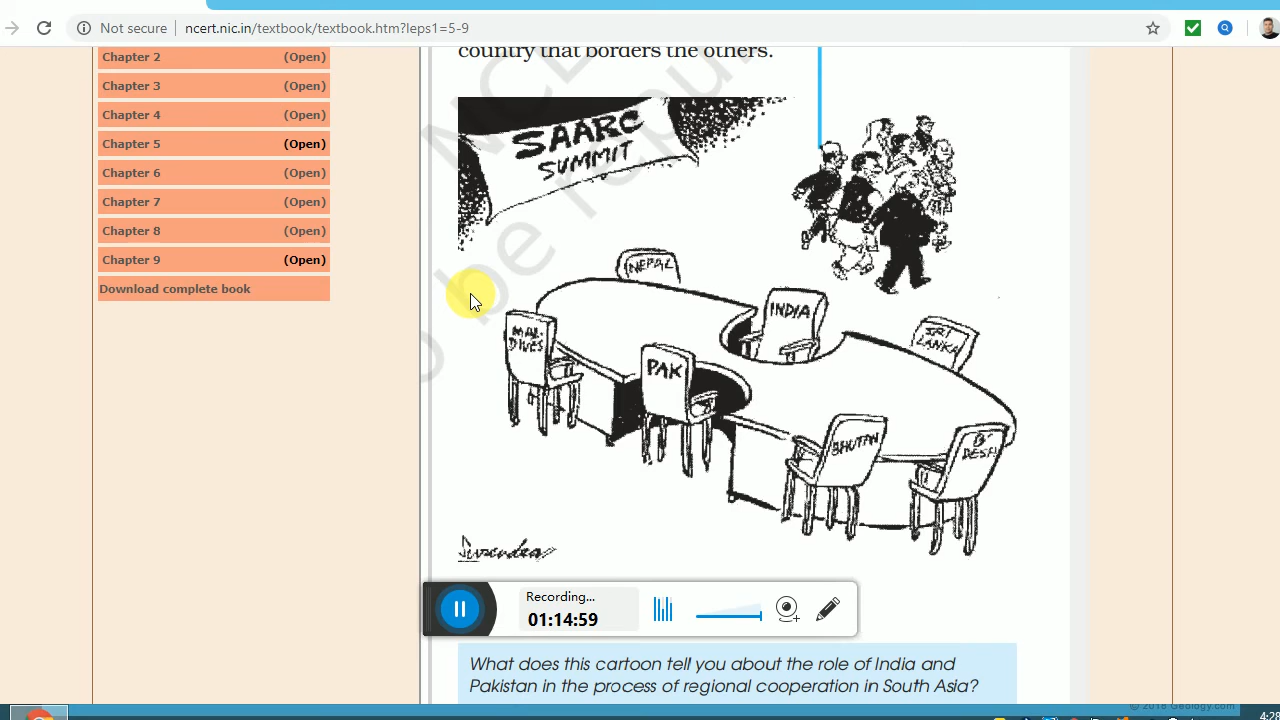 Not secure
ncert.nic.in/textbook/textbook.htm?leps1=5-9
Chapter 2 (Open)
Chapter 3 (Open)
Chapter 4 (Open)
Chapter 5 (Open)
Chapter 6 (Open)
Chapter 7 (Open)
Chapter 8 (Open)
Chapter 9 (Open)
Download complete book
country that borders the others.
SAARC
SUMMIT
NEPAL
INDIA
MAL-
DIVES
SRI
LANKA
PAK
BHUTAN
B'
DESH
Surendra
Recording...
01:14:59
What does this cartoon tell you about the role of India and
Pakistan in the process of regional cooperation in South Asia?
© 2018 Geology.com